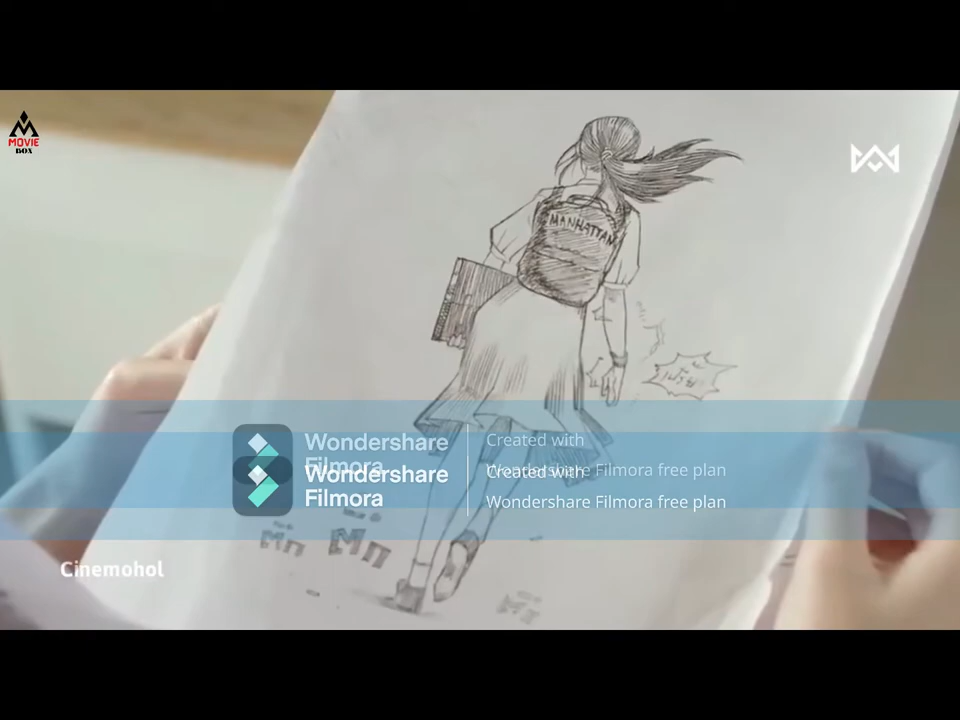 MOVIE
BOX
MANHATTAN
Wondershare
Filmora
Created with
Wondershare Filmora free plan
Wondershare
Filmora
Created with
Wondershare Filmora free plan
Cinemohol